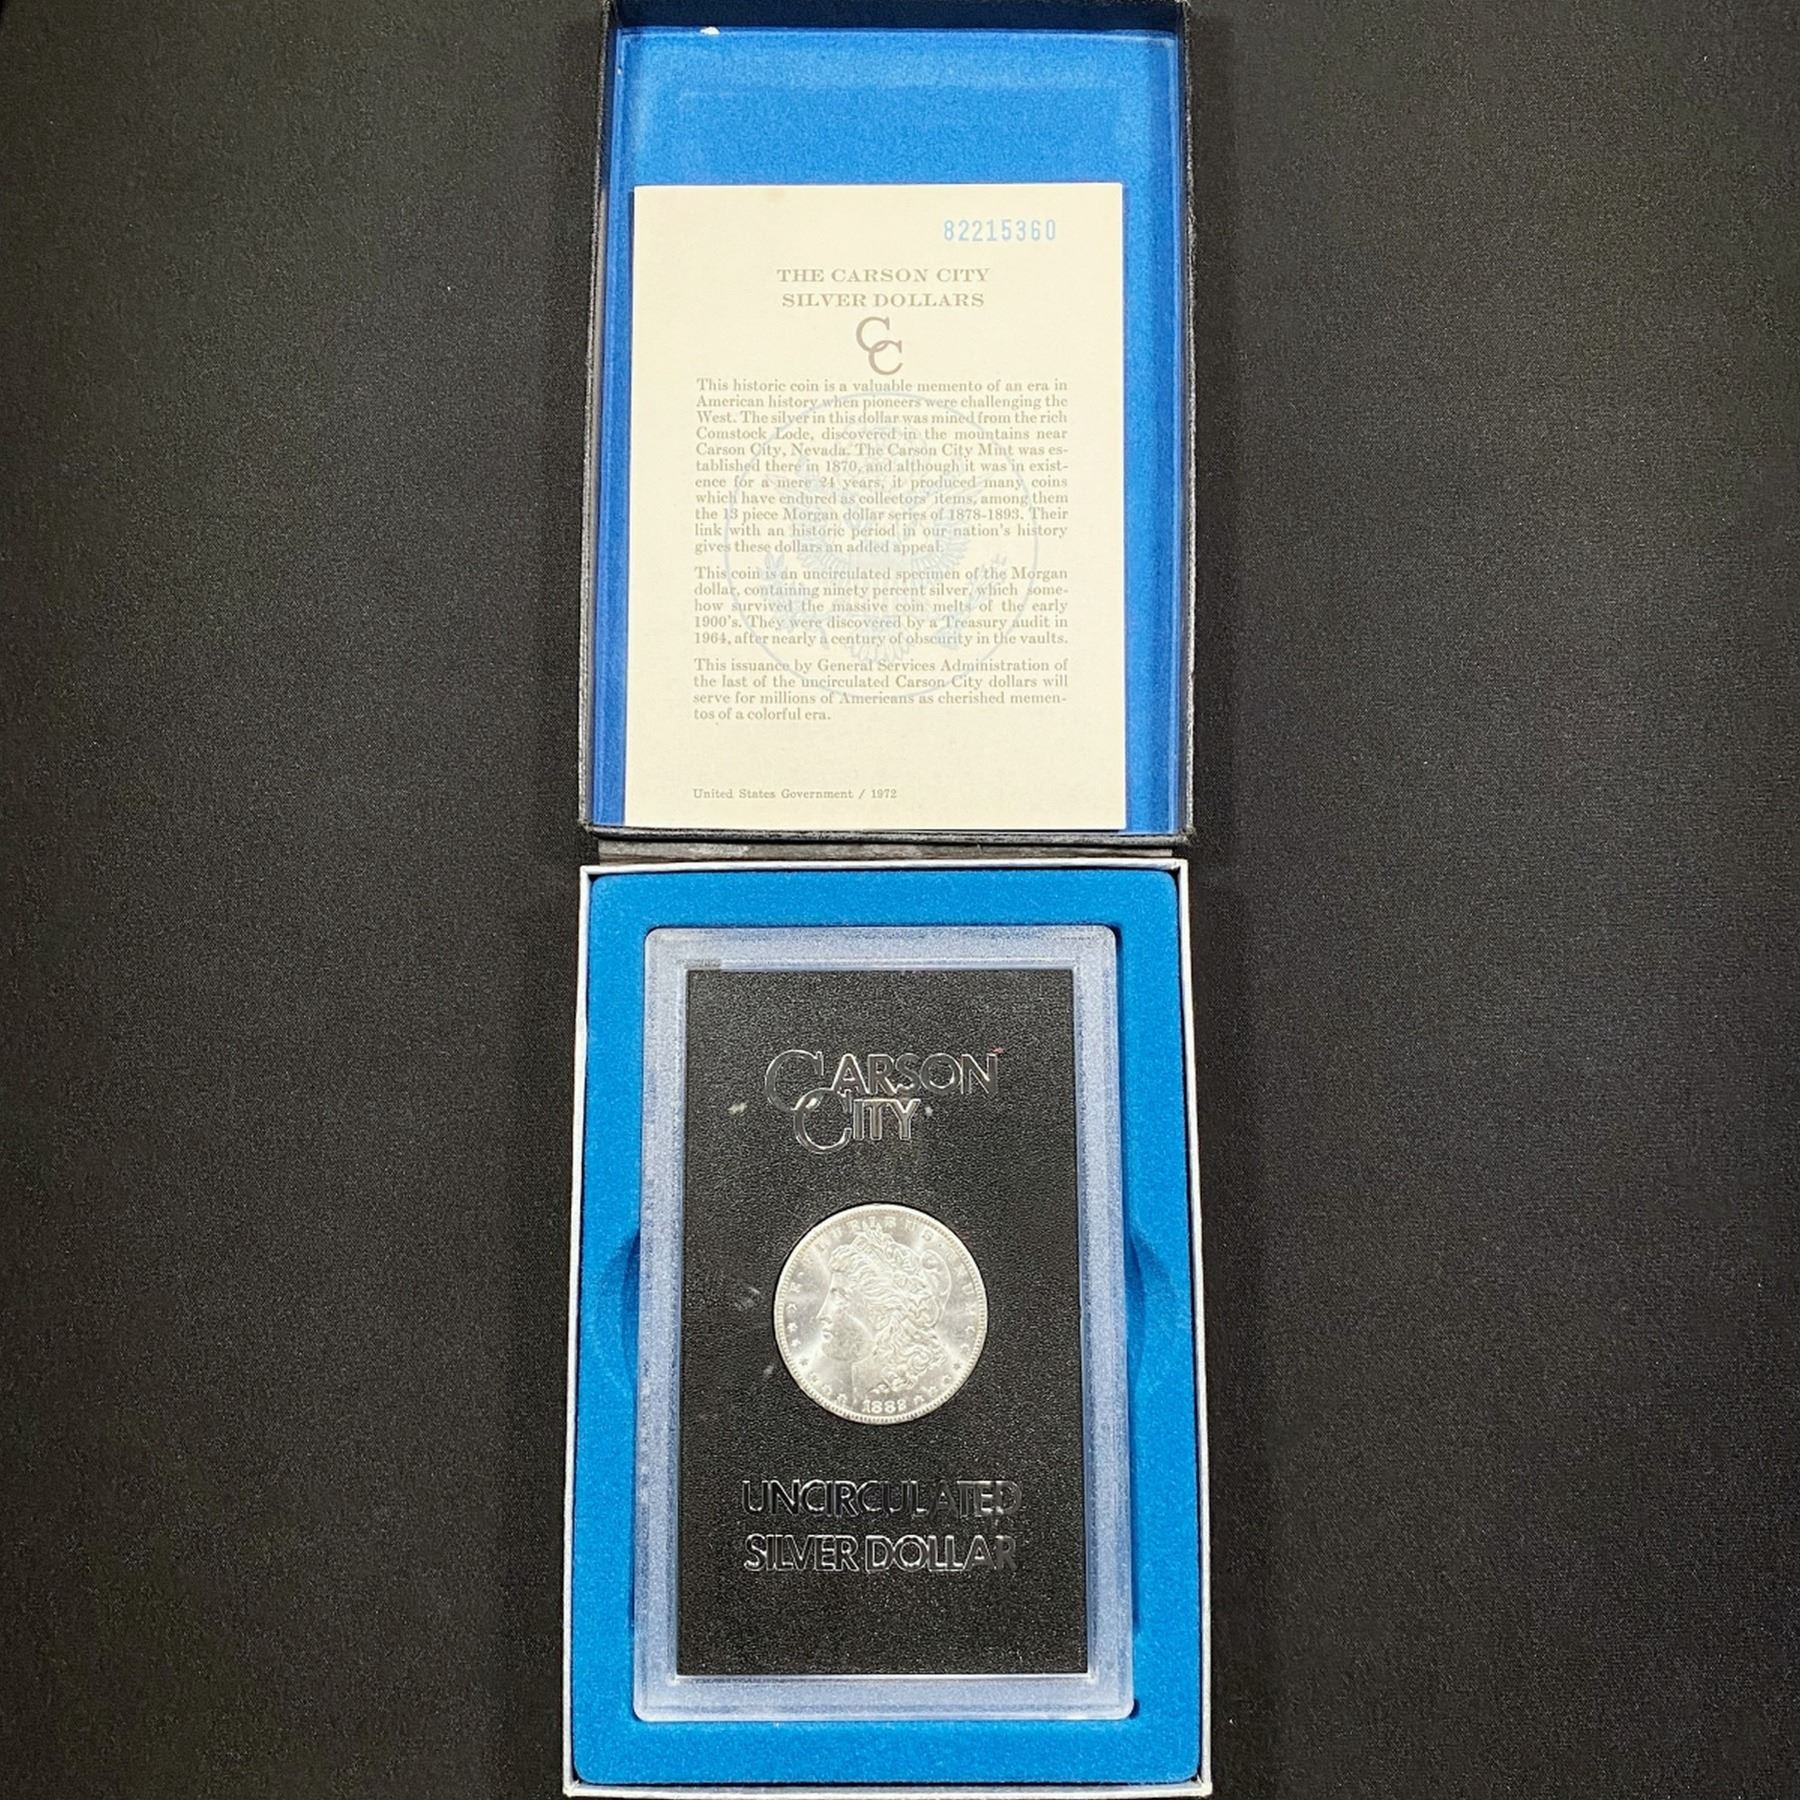 82215360
THE CARSON CITY
SILVER DOLLARS
CC
This historic coin is a valuable memento of an era in
American history when pioneers were challenging the
West. The silver in this dollar was mined from the rich
Comstock Lode, discovered in the mountains near
Carson City, Nevada. The Carson City Mint was es-
tablished there in 1870, and although it was in exist-
ence for a mere 24 years, it produced many coins
which have endured as collectors' items, among them
the 13 piece Morgan dollar series of 1878-1893. Their
link with an historic period in our nation's history
gives these dollars an added appeal.
This coin is an uncirculated specimen of the Morgan
dollar, containing ninety percent silver, which some-
how survived the massive coin melts of the early
1900's. They were discovered by a Treasury audit in
1964, after nearly a century of obscurity in the vaults.
This issuance by General Services Administration of
the last of the uncirculated Carson City dollars will
serve for millions of Americans as cherished memen-
tos of a colorful era.
United States Government / 1972
CARSON
CITY
E PLURIBUS UNUM
1882
UNCIRCULATED
SILVER DOLLAR